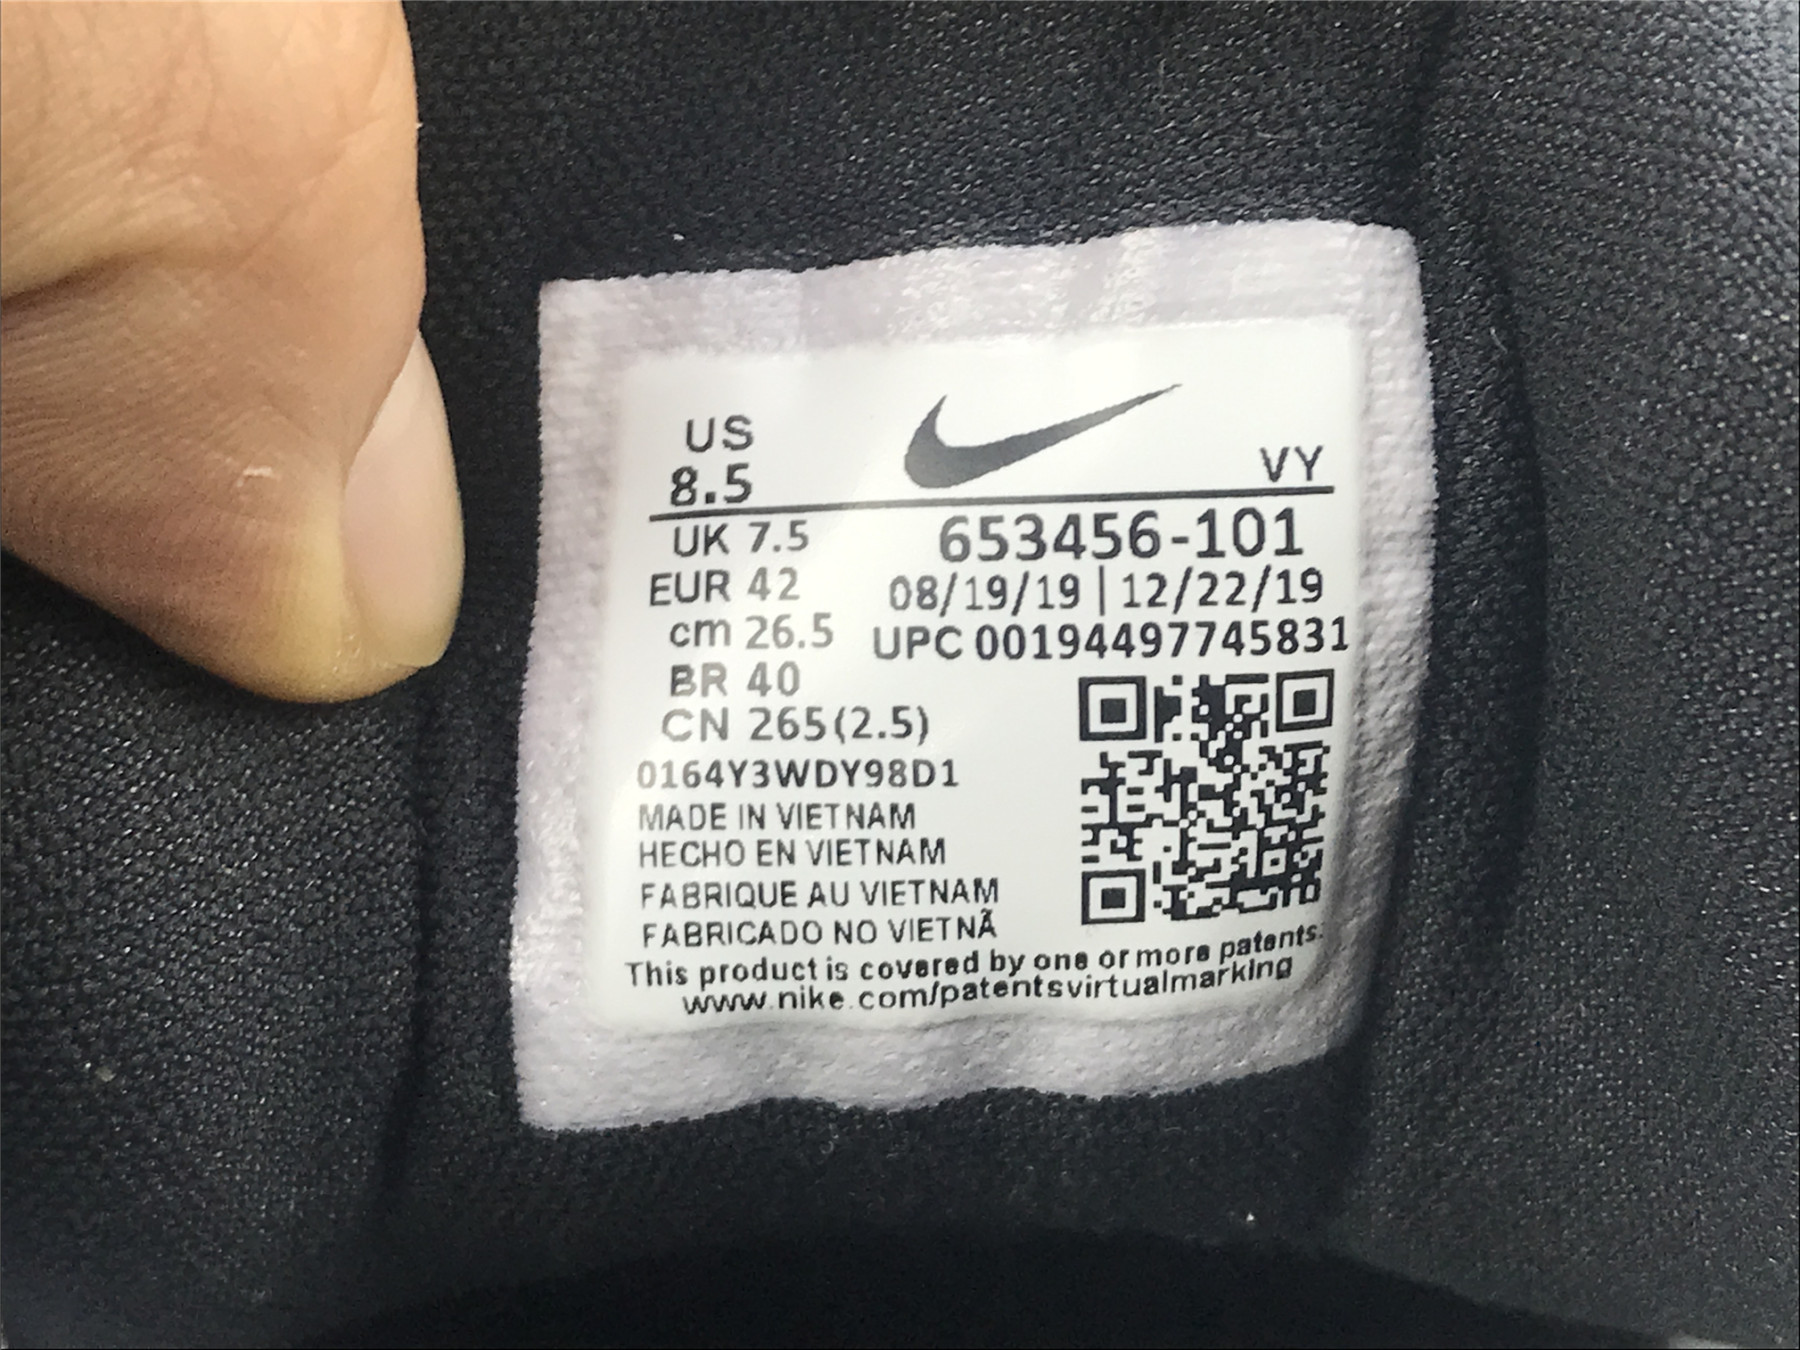 US
8.5
VY
UK 7.5
653456-101
EUR 42
08/19/19 | 12/22/19
cm 26.5
UPC 00194497745831
BR 40
CN 265(2.5)
0164Y3WDY98D1
MADE IN VIETNAM
HECHO EN VIETNAM
FABRIQUE AU VIETNAM
FABRICADO NO VIETNÃ
This product is covered by one or more patents.
www.nike.com/patentsvirtualmarking